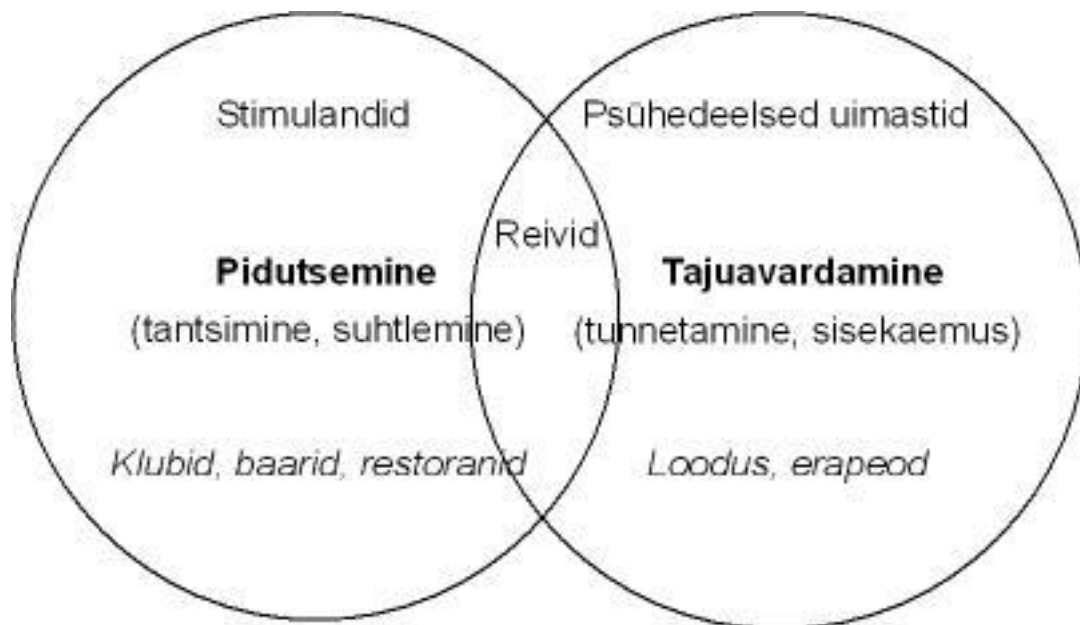 Stimulandid
Psühedeelsed uimastid
Reivid
Pidutsemine
Tajuavardamine
(tantsimine, suhtlemine)
(tunnetamine, sisekaemus)
Klubid, baarid, restoranid
Loodus, erapeod